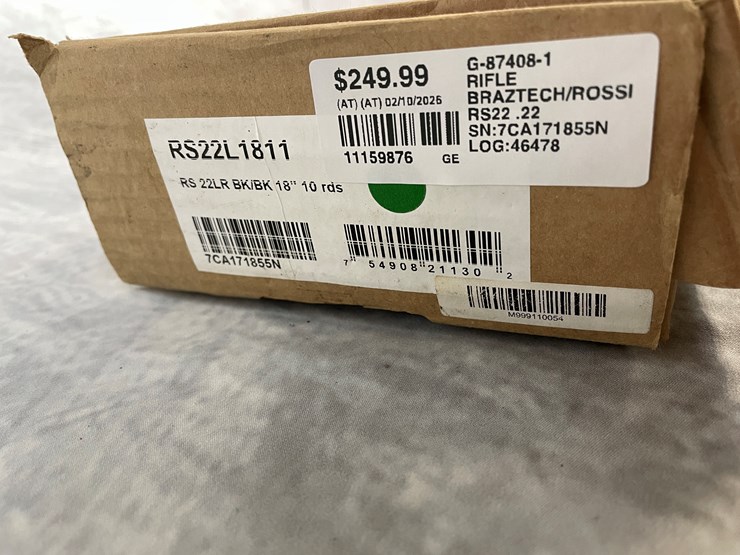 $249.99
(AT) (AT) 02/10/2026
11159876 GE
G-87408-1
RIFLE
BRAZTECH/ROSSI
RS22 .22
SN:7CA171855N
LOG:46478
RS22L1811
RS 22LR BK/BK 18" 10 rds
7CA171855N
7 54908 21130 2
M999110054